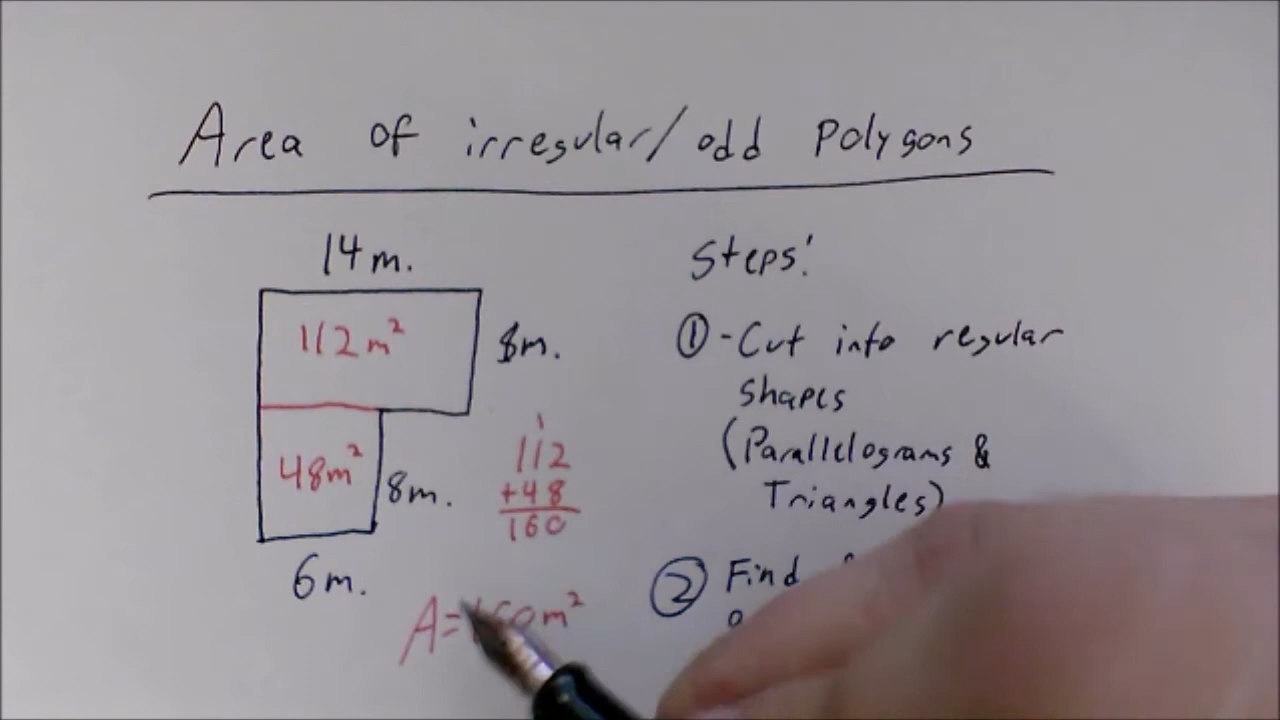 Area of irregular/odd Polygons
14m.
112m²
8m.
48m²
8m.
6m.
112
+48
160
A=160m²
Steps:
①-Cut into regular
Shapes
(Parallelograms &
Triangles)
② Find